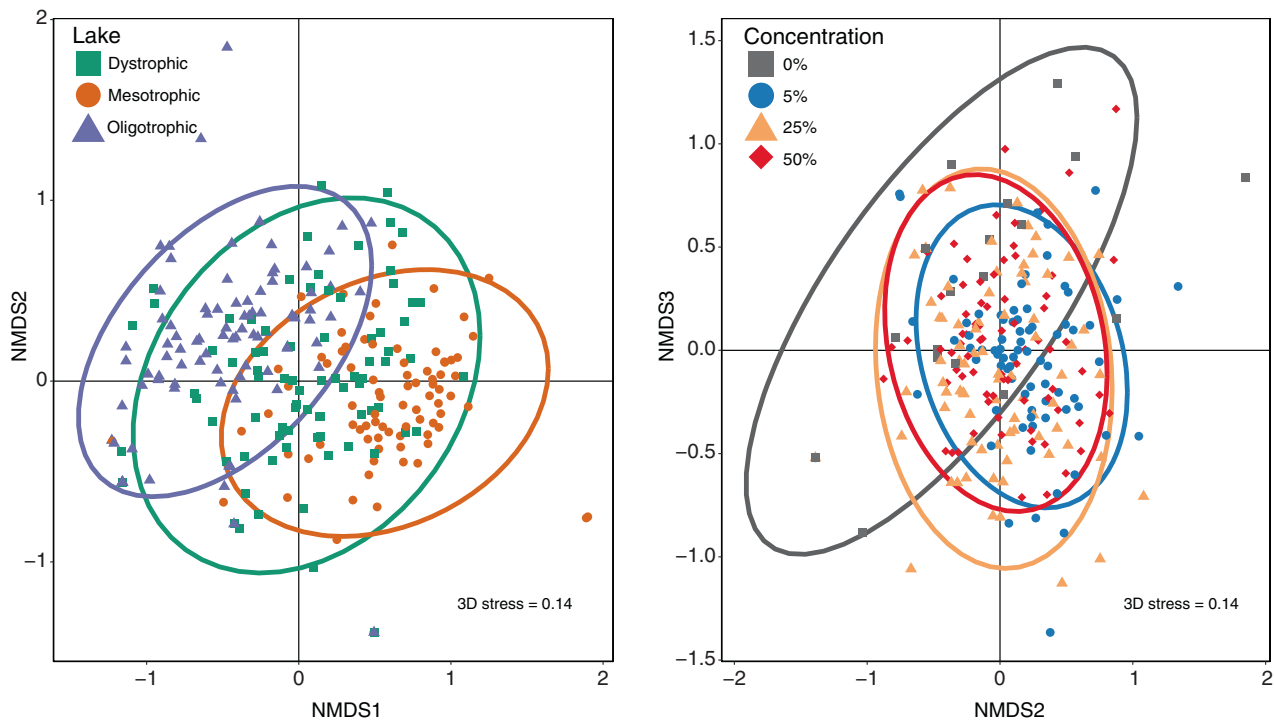 Lake
Dystrophic
Mesotrophic
Oligotrophic
NMDS2
2
1
0
−1
3D stress = 0.14
−1
0
1
2
NMDS1
Concentration
0%
5%
25%
50%
NMDS3
1.5
1.0
0.5
0.0
−0.5
−1.0
−1.5
3D stress = 0.14
−2
−1
0
1
2
NMDS2